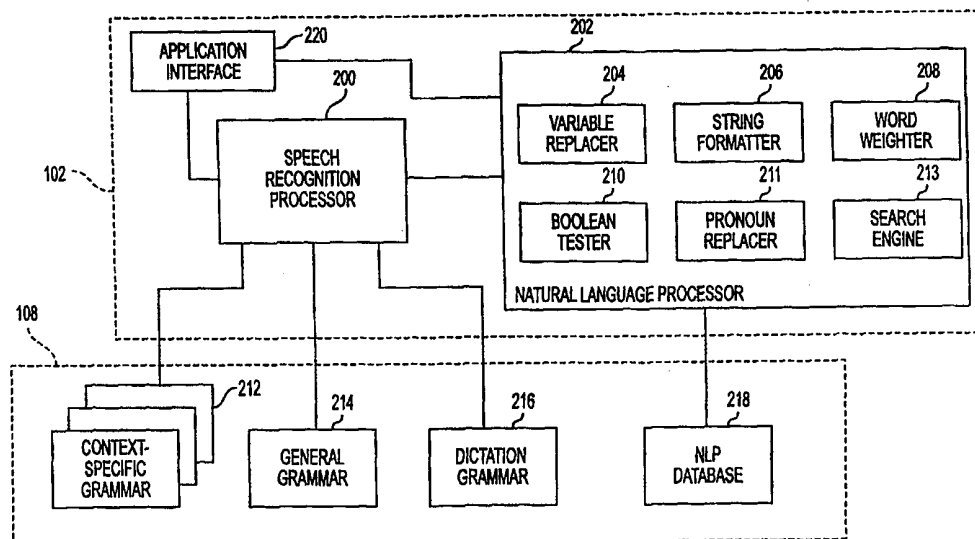 APPLICATION
INTERFACE
220
200
SPEECH
RECOGNITION
PROCESSOR
102
202
204
VARIABLE
REPLACER
206
STRING
FORMATTER
208
WORD
WEIGHTER
210
BOOLEAN
TESTER
211
PRONOUN
REPLACER
213
SEARCH
ENGINE
NATURAL LANGUAGE PROCESSOR
108
212
CONTEXT-
SPECIFIC
GRAMMAR
214
GENERAL
GRAMMAR
216
DICTATION
GRAMMAR
218
NLP
DATABASE